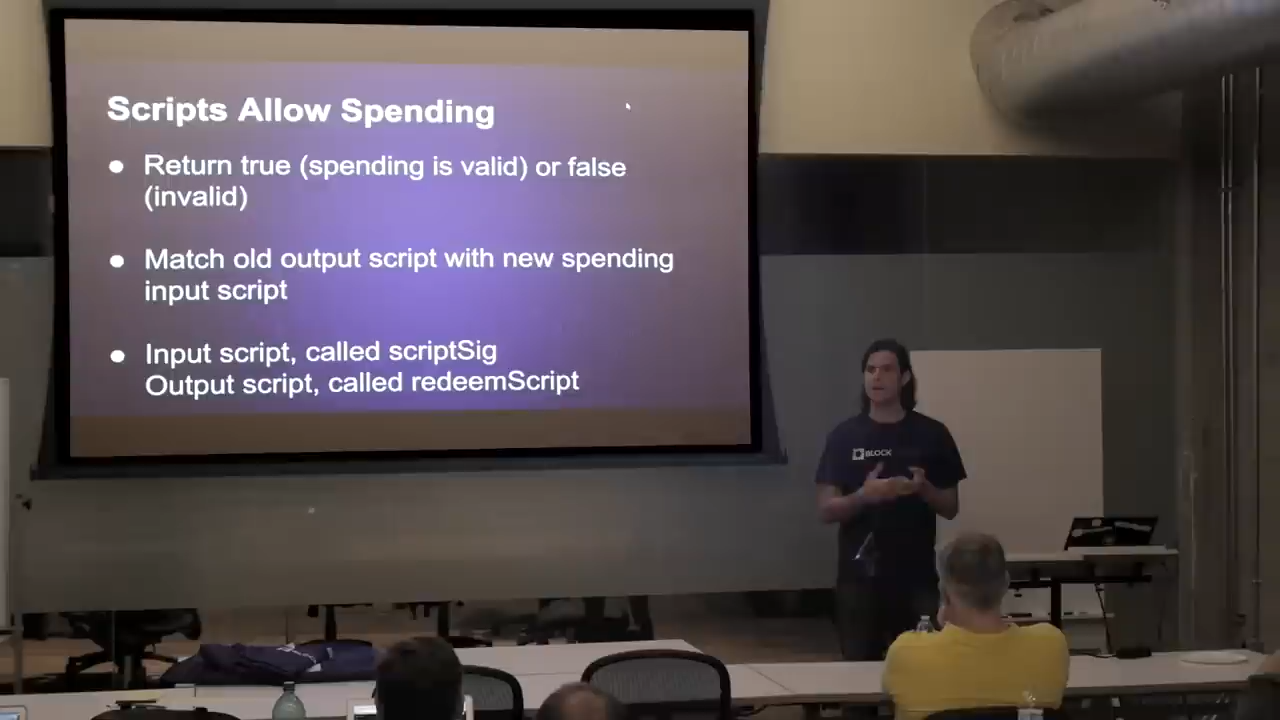 Scripts Allow Spending
● Return true (spending is valid) or false
(invalid)
● Match old output script with new spending
input script
● Input script, called scriptSig
Output script, called redeemScript
BLOCK